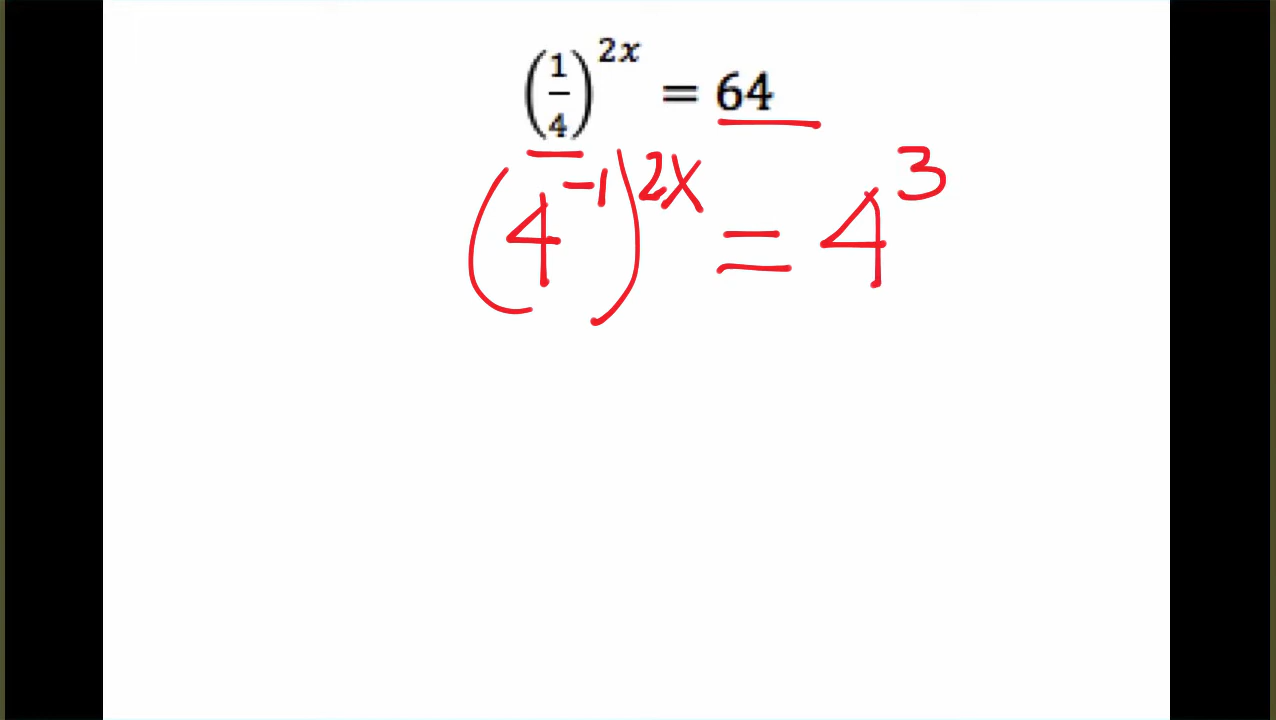 (1/4)^2x = 64
(4^-1)^2x = 4^3